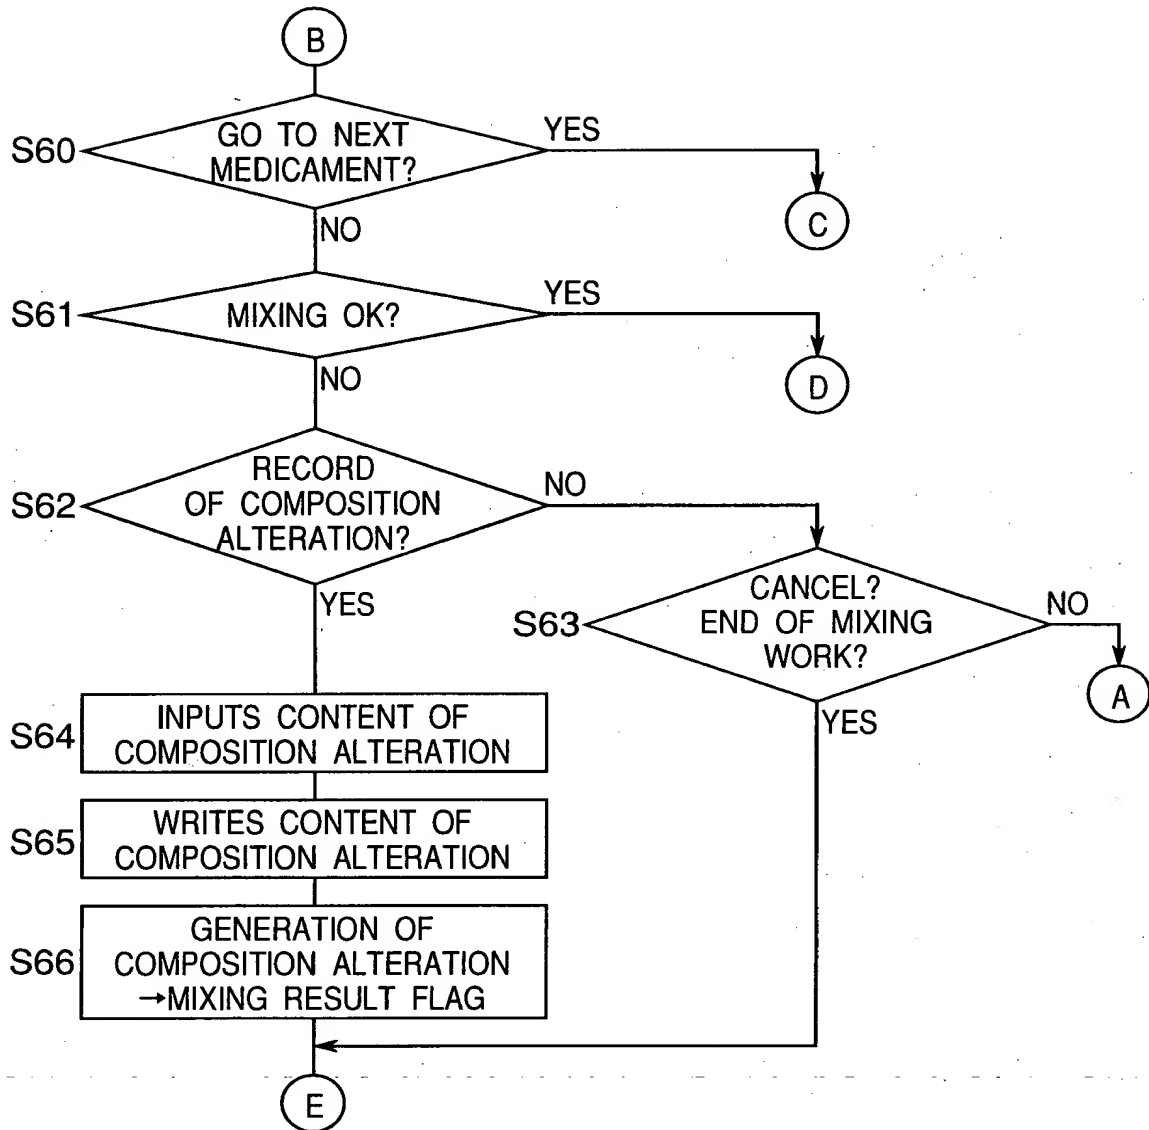 B
S60
GO TO NEXT
MEDICAMENT?
YES
C
NO
S61
MIXING OK?
YES
D
NO
S62
RECORD
OF COMPOSITION
ALTERATION?
NO
YES
S63
CANCEL?
END OF MIXING
WORK?
NO
A
YES
S64
INPUTS CONTENT OF
COMPOSITION ALTERATION
S65
WRITES CONTENT OF
COMPOSITION ALTERATION
S66
GENERATION OF
COMPOSITION ALTERATION
→MIXING RESULT FLAG
E